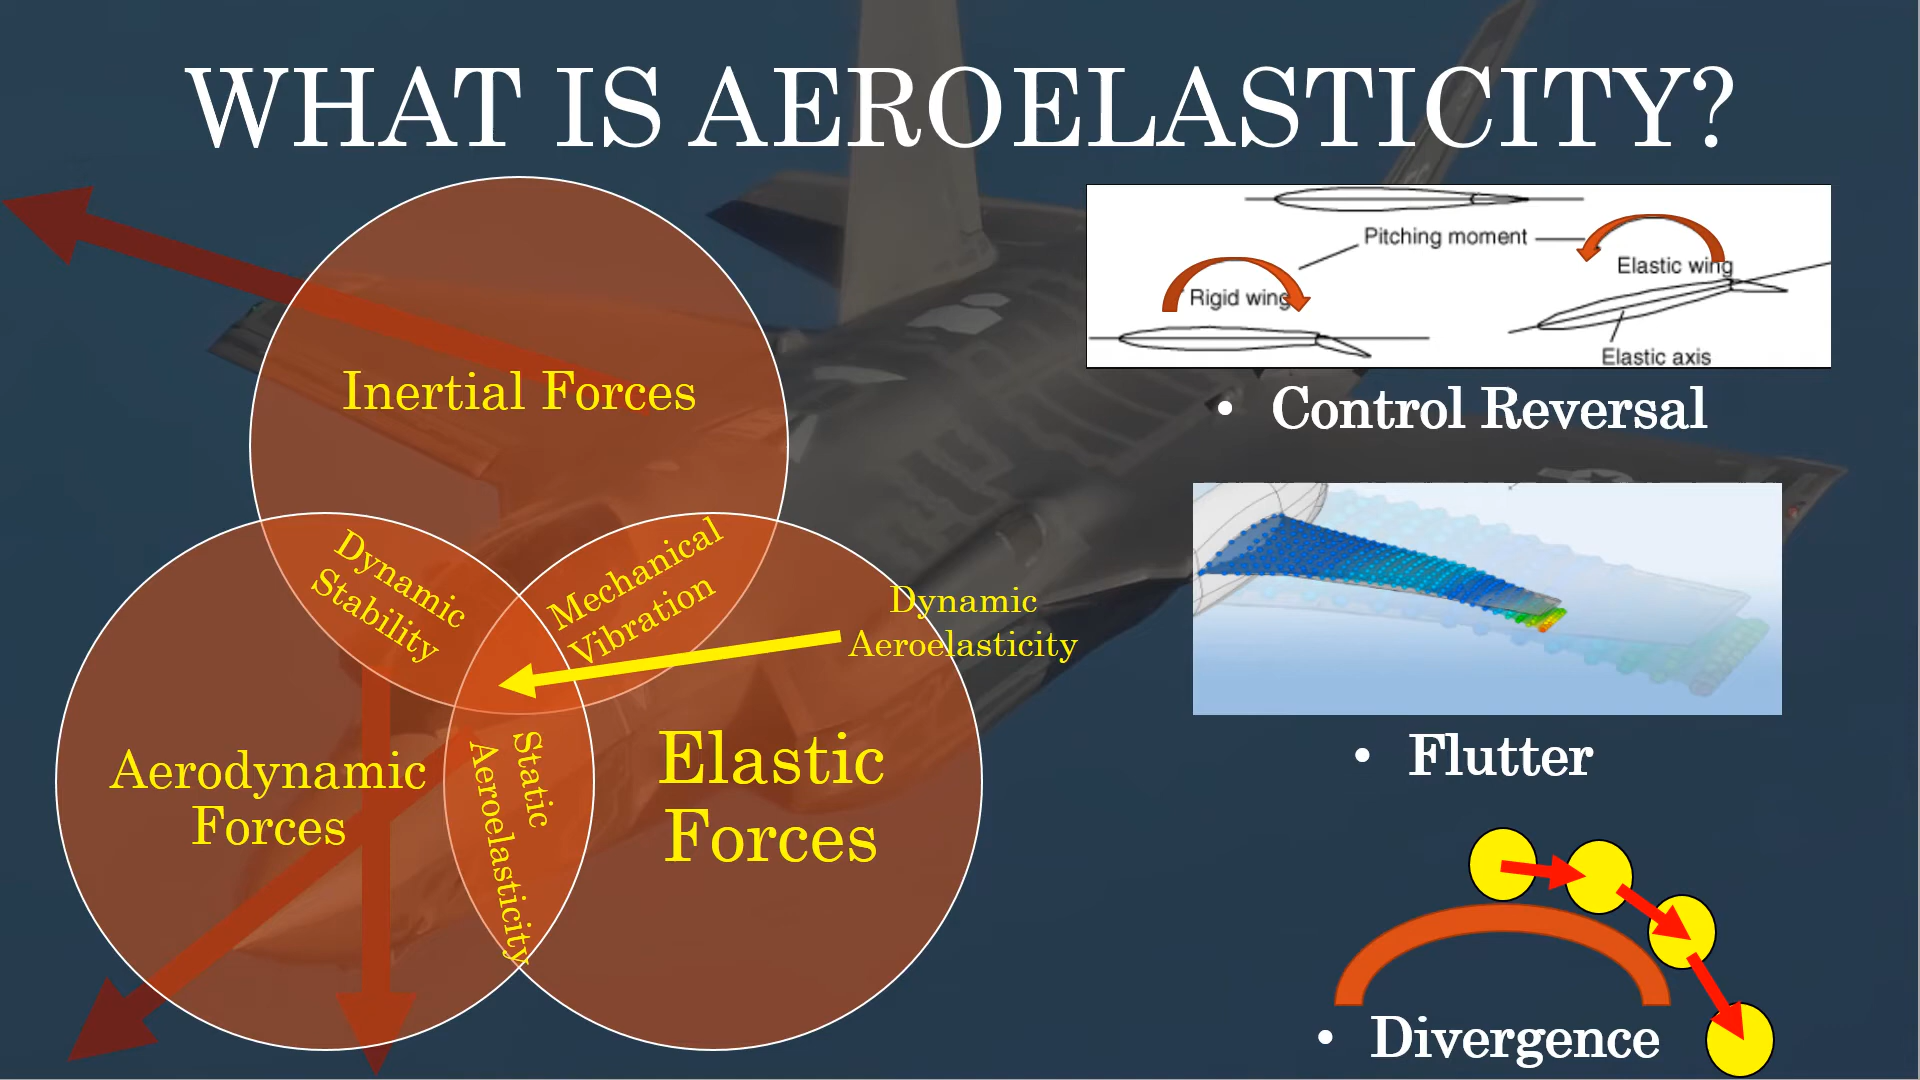 WHAT IS AEROELASTICITY?
Inertial Forces
Dynamic
Stability
Mechanical
Vibration
Dynamic
Aeroelasticity
Aerodynamic
Forces
Static
Aeroelasticity
Elastic
Forces
Pitching moment
Rigid wing
Elastic wing
Elastic axis
• Control Reversal
• Flutter
• Divergence